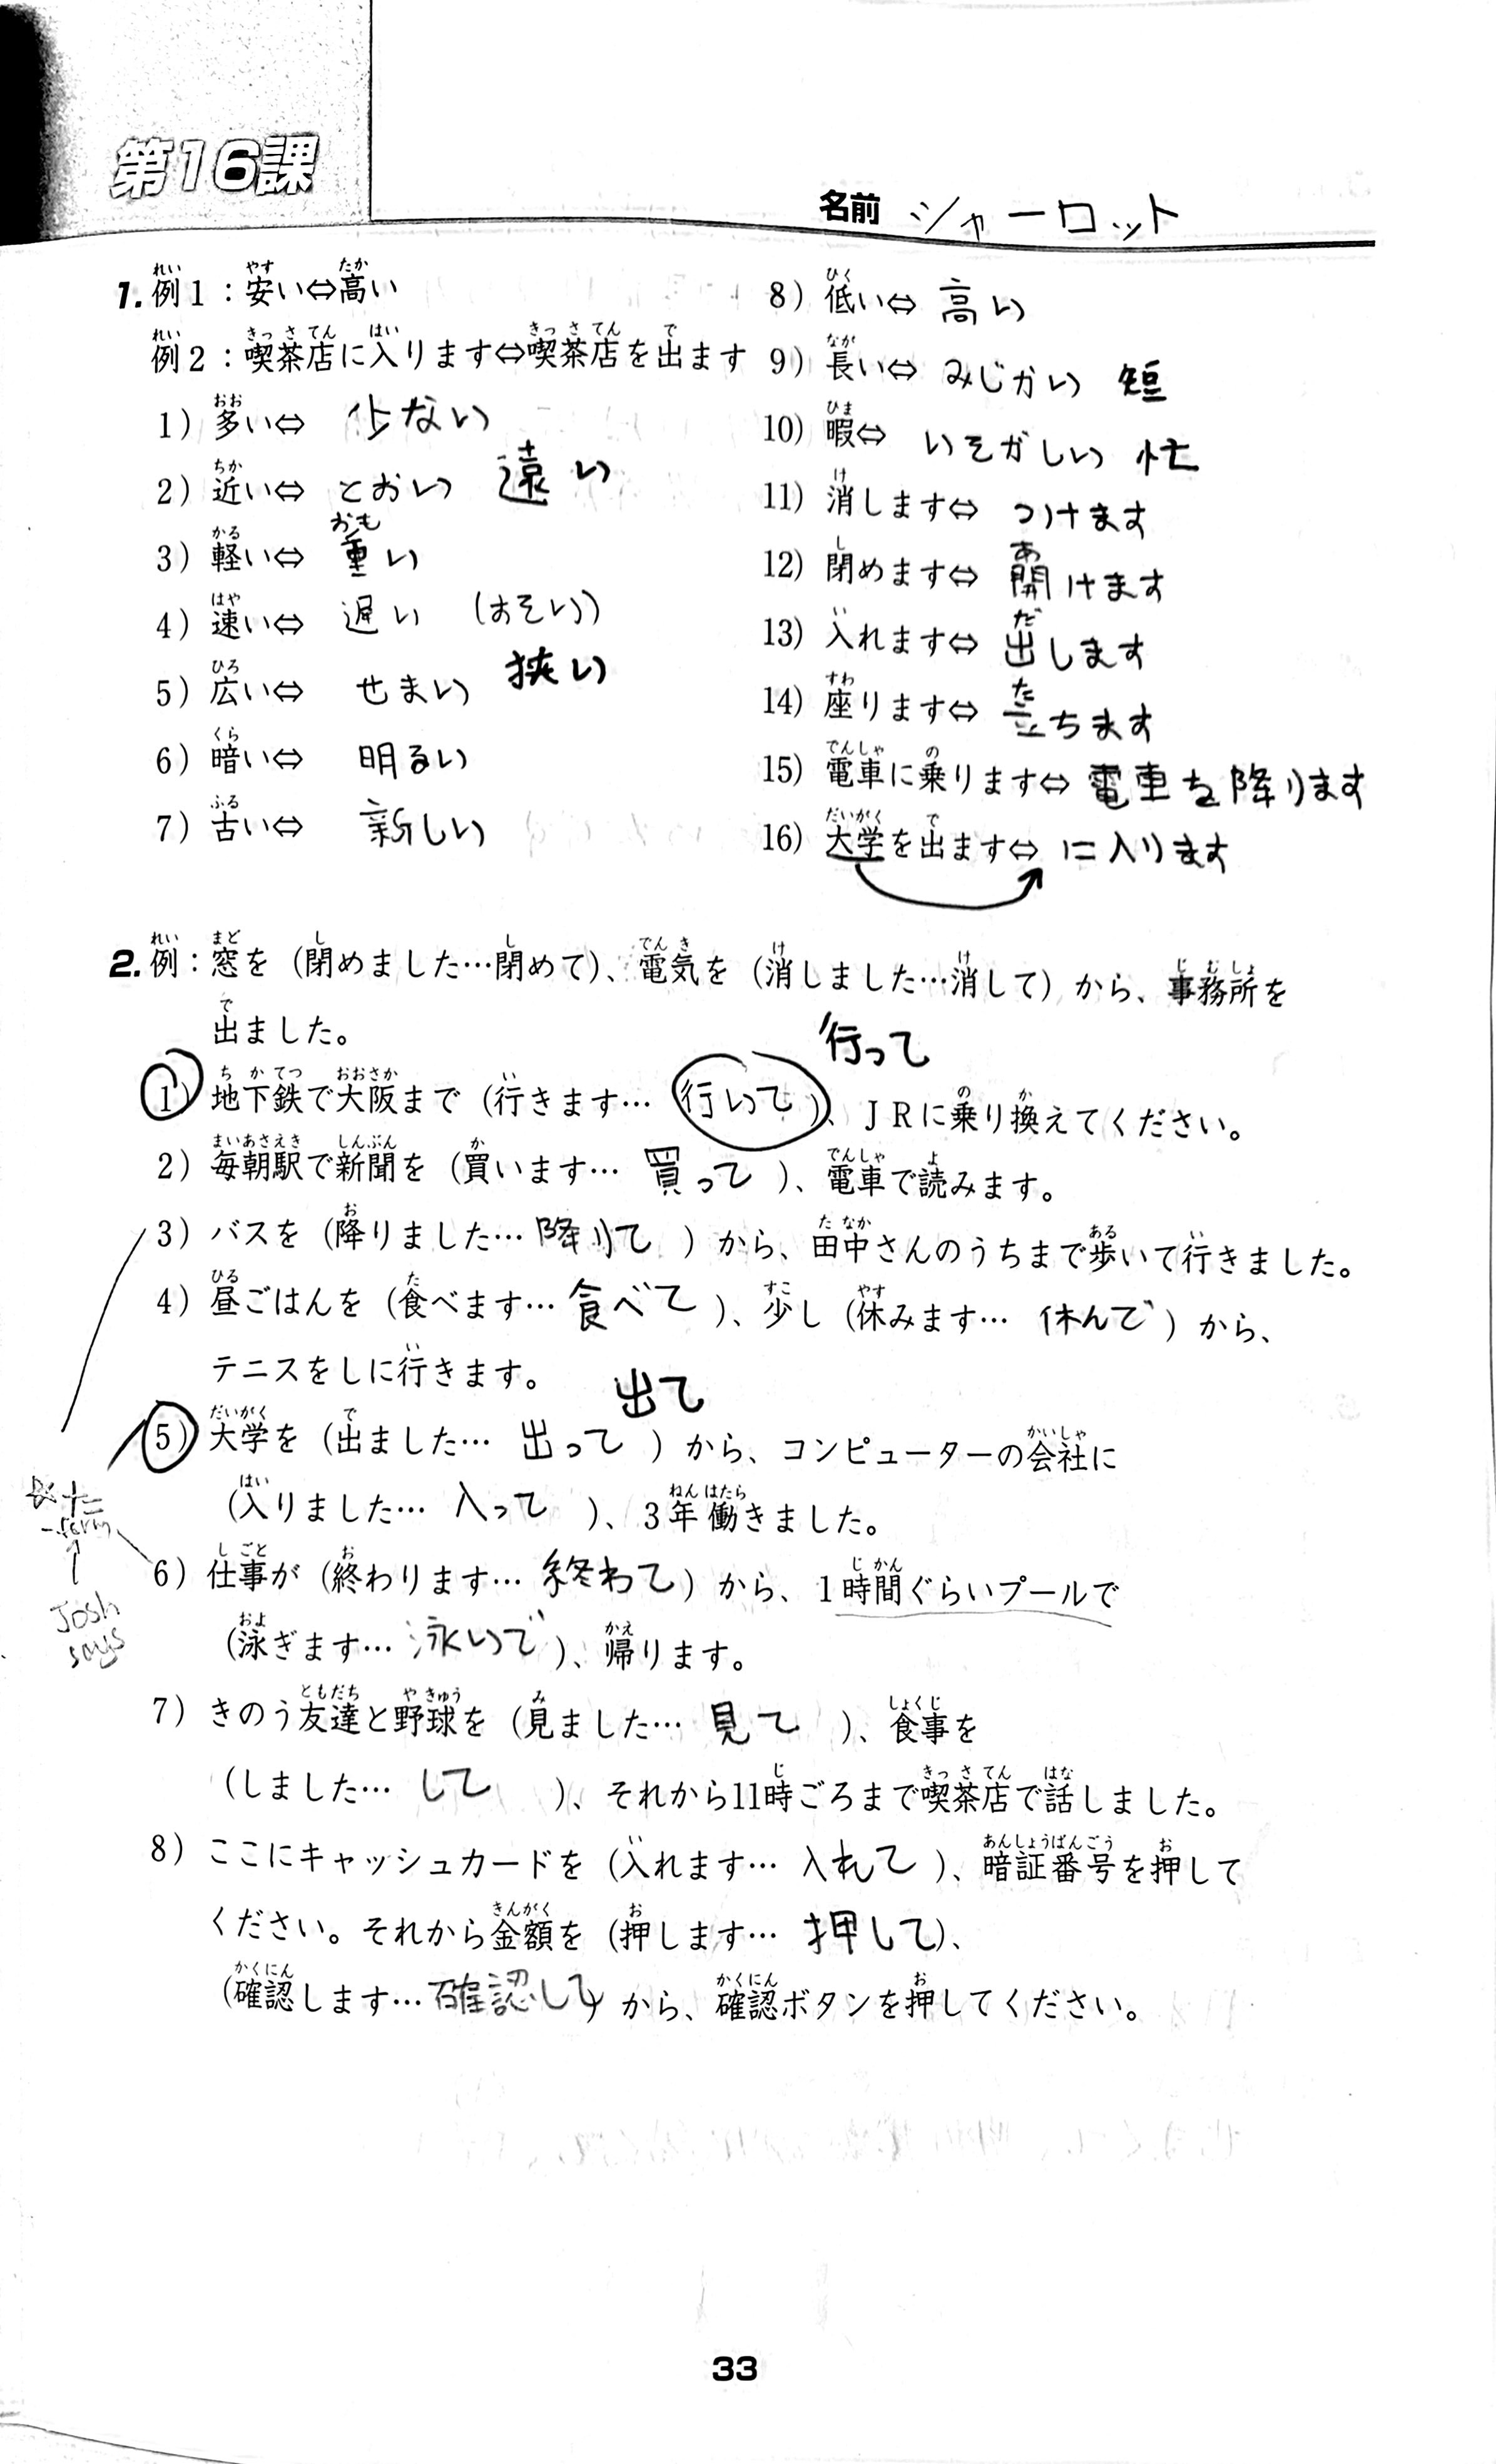 第16課
名前 シャーロット
1. 例1：安い⇔高い
例2：喫茶店に入ります⇔喫茶店を出ます
1) 多い⇔ 少ない
2) 近い⇔ とおい 遠い
3) 軽い⇔ 重い おも
4) 速い⇔ 遅い (おそい)
5) 広い⇔ せまい 狭い
6) 暗い⇔ 明るい
7) 古い⇔ 新しい
8) 低い⇔ 高い
9) 長い⇔ みじかい 短
10) 暇⇔ いそがしい 忙
11) 消します⇔ つけます
12) 閉めます⇔ 開けます あ
13) 入れます⇔ 出します だ
14) 座ります⇔ 立ちます た
15) 電車に乗ります⇔ 電車を降ります
16) 大学を出ます⇔ に入ります
2. 例：窓を（閉めました…閉めて）、電気を（消しました…消して）から、事務所を
出ました。
行って
1) 地下鉄で大阪まで（行きます… 行いて）、ＪＲに乗り換えてください。
2) 毎朝駅で新聞を（買います… 買って ）、電車で読みます。
3) バスを（降りました… 降りて ）から、田中さんのうちまで歩いて行きました。
4) 昼ごはんを（食べます… 食べて ）、少し（休みます… 休んで ）から、
テニスをしに行きます。
出て
5) 大学を（出ました… 出って ）から、コンピューターの会社に
（入りました… 入って ）、3年働きました。
6) 仕事が（終わります… 終わて ）から、1時間ぐらいプールで
（泳ぎます… 泳いで ）、帰ります。
-form
Josh
says
7) きのう友達と野球を（見ました… 見て ）、食事を
（しました… して ）、それから11時ごろまで喫茶店で話しました。
8) ここにキャッシュカードを（入れます… 入れて ）、暗証番号を押して
ください。それから金額を（押します… 押して）、
（確認します… 確認して）から、確認ボタンを押してください。
33